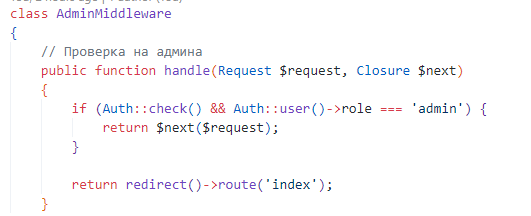 class AdminMiddleware
{
    // Проверка на админа
    public function handle(Request $request, Closure $next)
    {
        if (Auth::check() && Auth::user()->role === 'admin') {
            return $next($request);
        }

        return redirect()->route('index');
    }